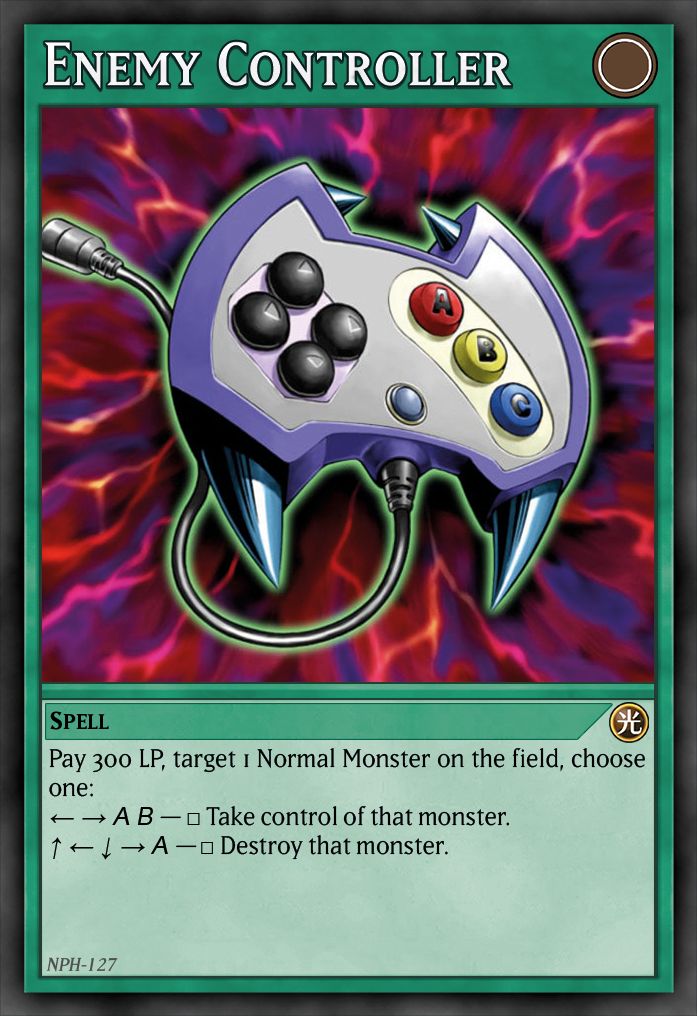 Enemy Controller
A
B
C
Spell
光
Pay 300 LP, target 1 Normal Monster on the field, choose
one:
← → A B — □ Take control of that monster.
↑ ← ↓ → A —□ Destroy that monster.
NPH-127